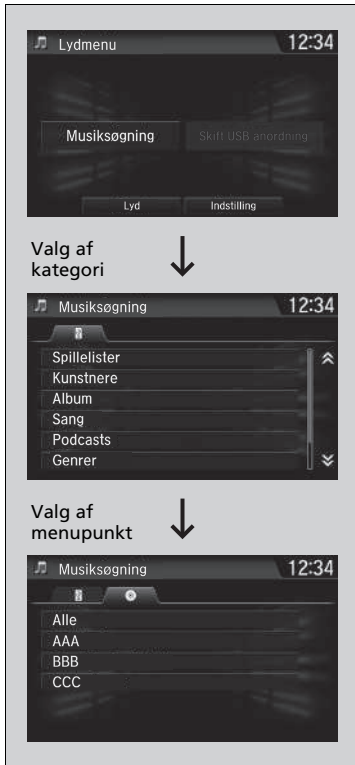 Lydmenu 12:34
Musiksøgning Skift USB anordning
Lyd Indstilling
Valg af
kategori
Musiksøgning 12:34
Spillelister
Kunstnere
Album
Sang
Podcasts
Genrer
Valg af
menupunkt
Musiksøgning 12:34
Alle
AAA
BBB
CCC